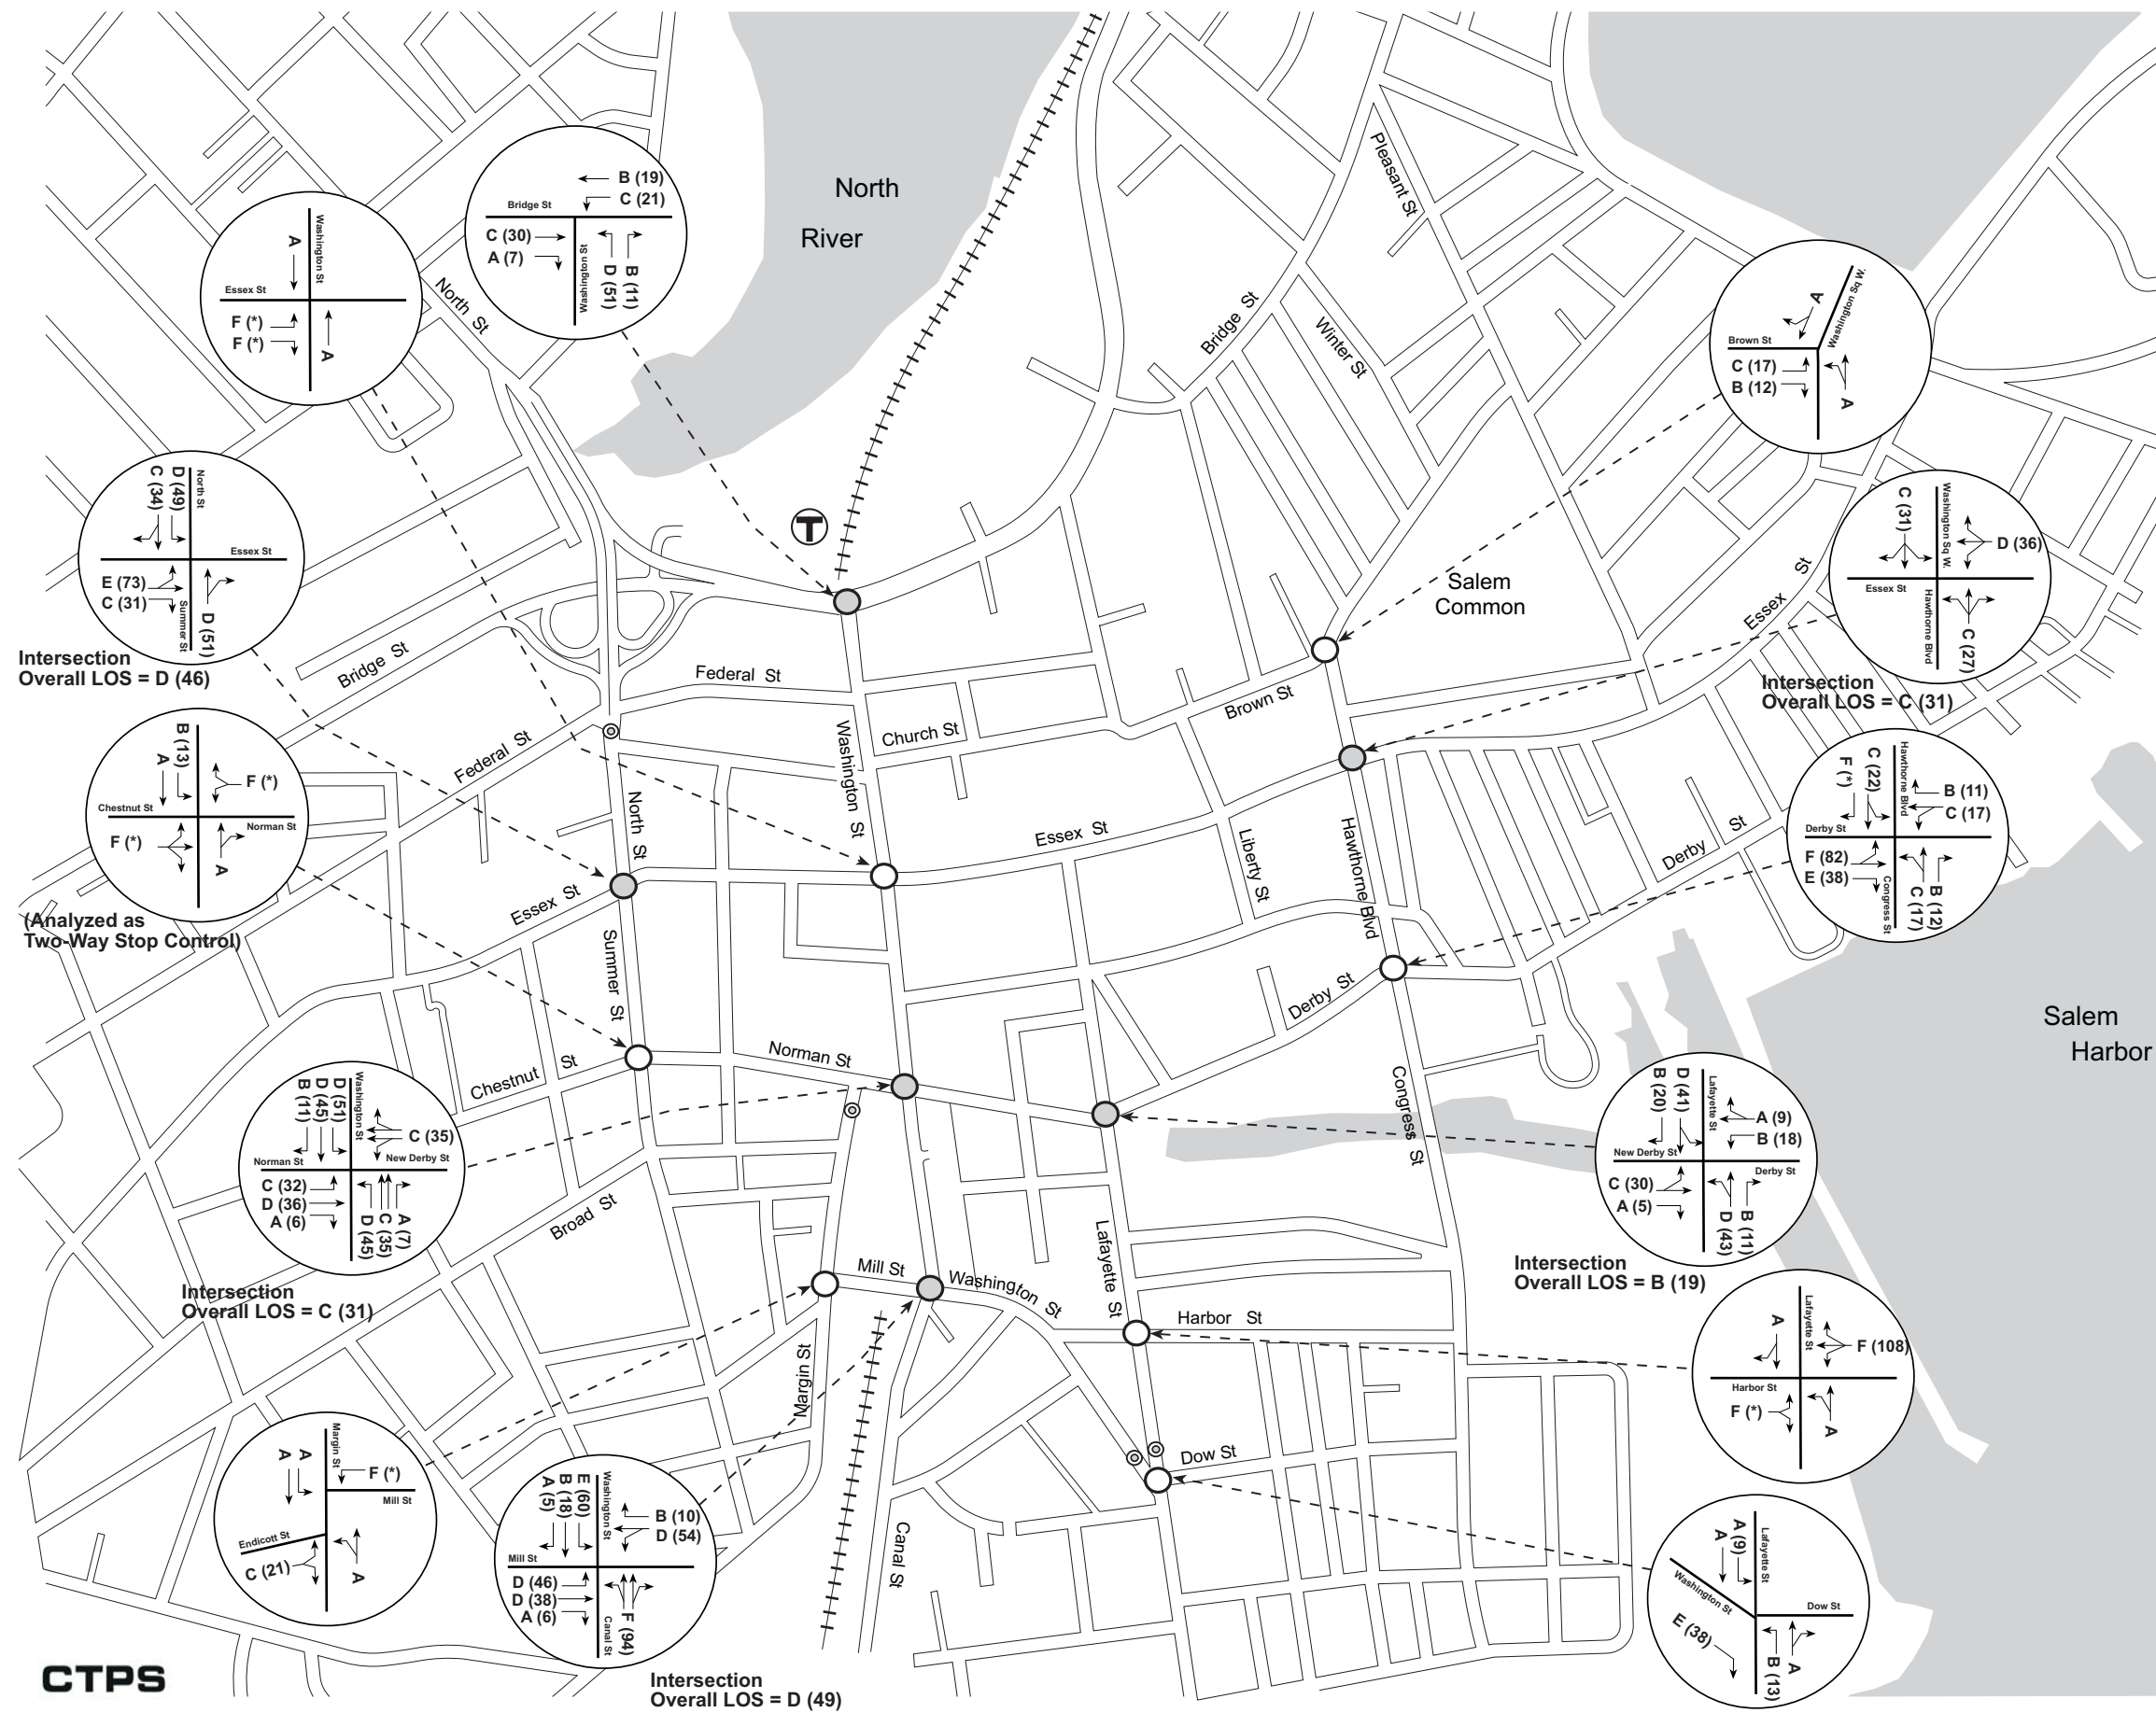 North
River
Pleasant St
North St
Bridge St
Winter St
Salem
Common
T
Bridge St
Federal St
Federal St
Church St
Brown St
Washington St
Essex St
North St
Essex St
Essex St
Liberty St
Hawthorne Blvd
Derby St
Derby St
Summer St
Chestnut St
Norman St
Congress St
Salem
Harbor
Broad St
Mill St
Washington St
Lafayette St
Harbor St
Margin St
Dow St
Canal St
Bridge St
Washington St
B (19)
C (21)
C (30)
A (7)
D (51)
B (11)
Washington St
Essex St
A
F (*)
F (*)
A
North St
Essex St
Summer St
C (34)
D (49)
E (73)
C (31)
D (51)
Intersection
Overall LOS = D (46)
Chestnut St
Norman St
A
B (13)
F (*)
F (*)
A
(Analyzed as
Two-Way Stop Control)
Washington St
Norman St
New Derby St
B (11)
D (45)
D (51)
C (35)
C (32)
D (36)
A (6)
D (45)
C (35)
A (7)
Intersection
Overall LOS = C (31)
Margin St
Mill St
Endicott St
A
A
F (*)
C (21)
A
Washington St
Mill St
Canal St
A (5)
B (18)
E (60)
B (10)
D (54)
D (46)
D (38)
A (6)
F (94)
Intersection
Overall LOS = D (49)
Brown St
Washington Sq W.
A
C (17)
B (12)
A
Washington Sq W.
Essex St
Hawthorne Blvd
C (31)
D (36)
C (27)
Intersection
Overall LOS = C (31)
Hawthorne Blvd
Derby St
Congress St
F (*)
C (22)
B (11)
C (17)
F (82)
E (38)
C (17)
B (12)
Lafayette St
New Derby St
Derby St
B (20)
D (41)
A (9)
B (18)
C (30)
A (5)
D (43)
B (11)
Intersection
Overall LOS = B (19)
Lafayette St
Harbor St
A
F (108)
F (*)
A
Lafayette St
Washington St
Dow St
A
A (9)
E (38)
B (13)
A
CTPS